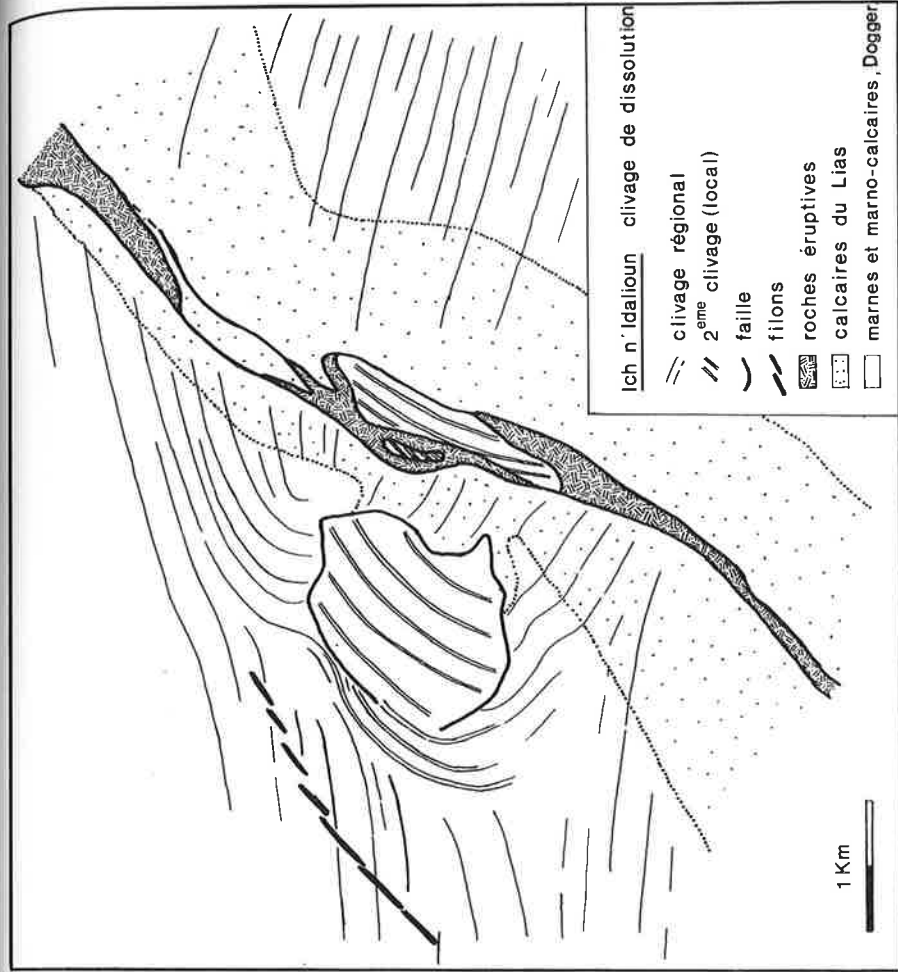 Ich n' Idalioun clivage de dissolution
clivage régional
2eme clivage (local)
faille
filons
roches éruptives
calcaires du Lias
marnes et marno-calcaires, Dogger
1 Km